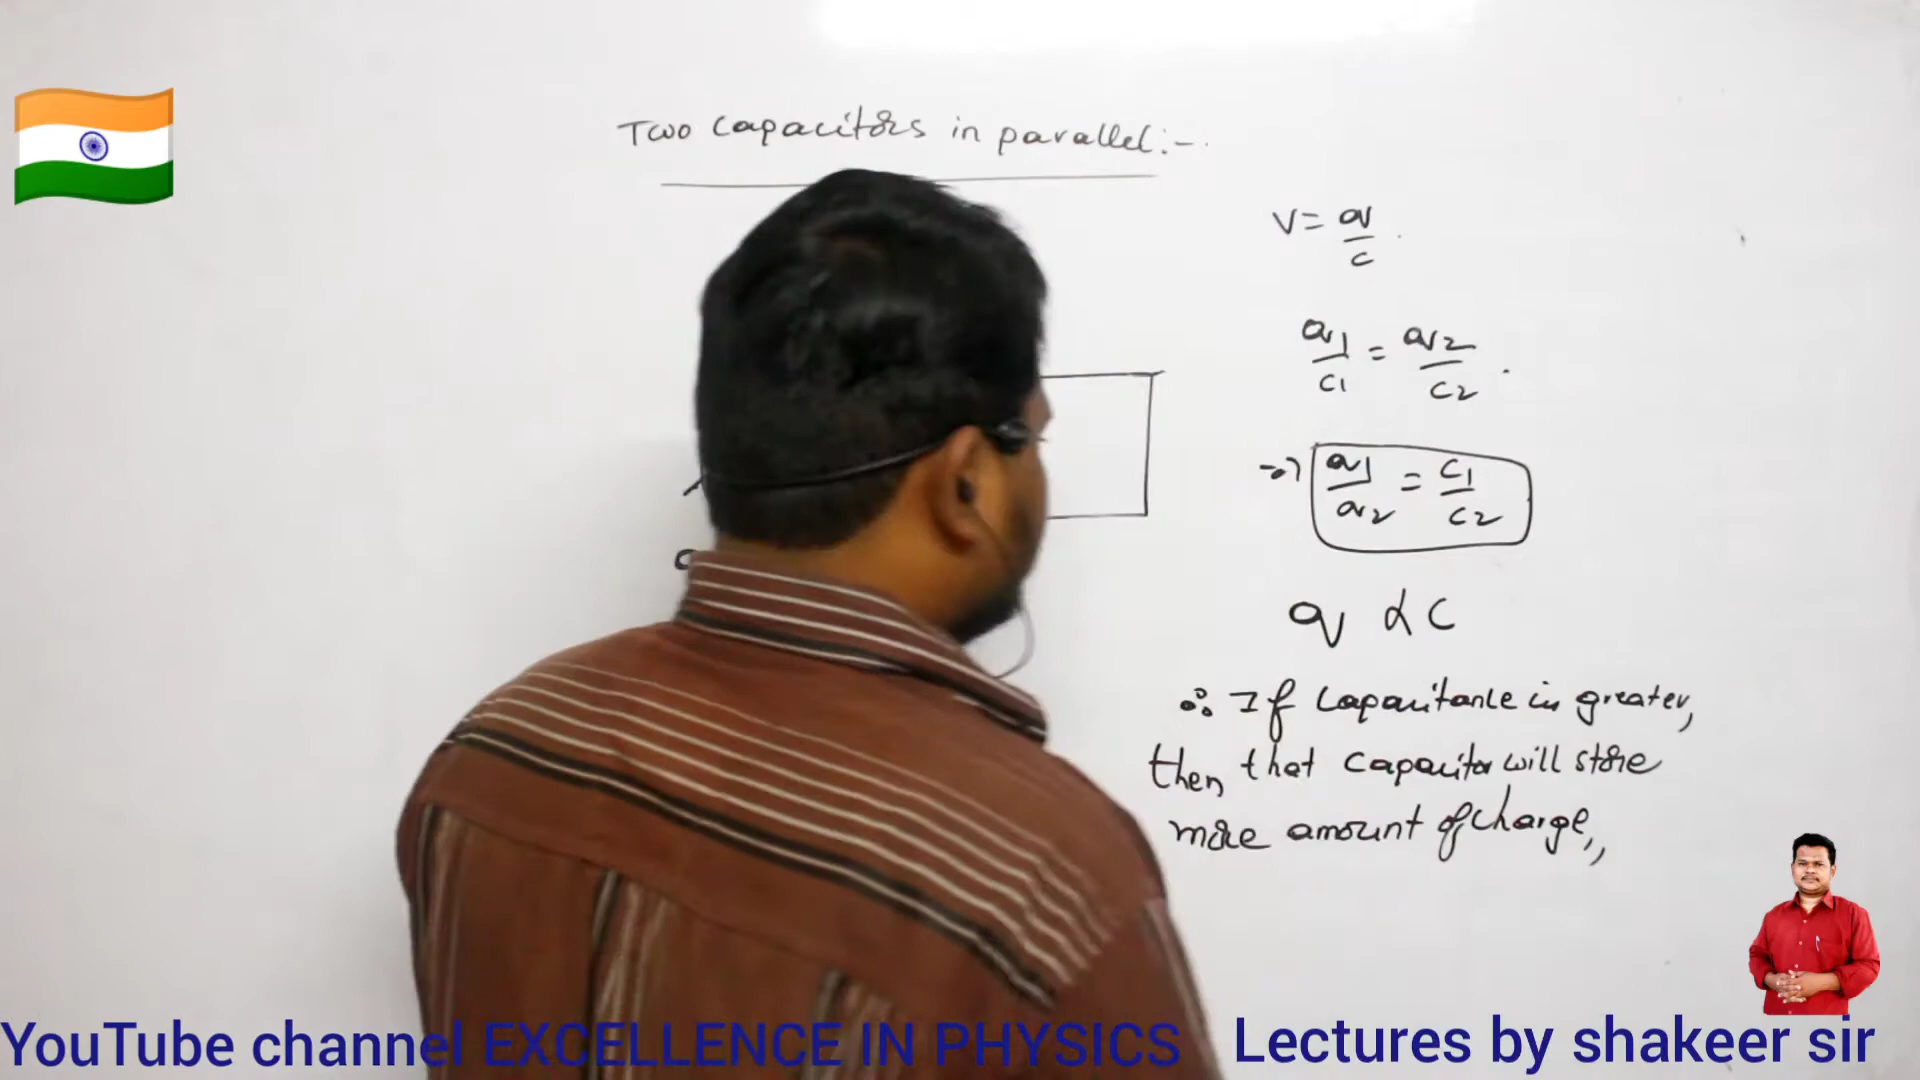 Two capacitors in parallel:-
V = q/c
q1/c1 = q2/c2
=> q1/q2 = c1/c2
q α c
∴ If capacitance is greater,
then that capacitor will store
more amount of charge,,
YouTube channel EXCELLENCE IN PHYSICS
Lectures by shakeer sir